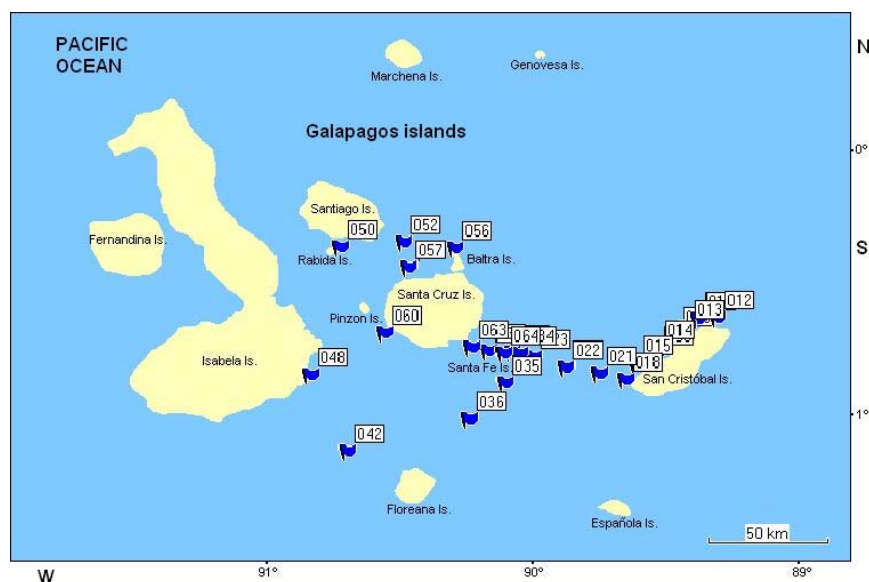 PACIFIC
OCEAN
N
Marchena Is.
Genovesa Is.
Galapagos islands
0°
Santiago Is.
050
052
056
Fernandina Is.
057
S
Rabida Is.
Baltra Is.
Santa Cruz Is.
012
013
Pinzon Is.
060
063
064
014
015
Isabela Is.
048
Santa Fe Is.
035
022
021
018
San Cristóbal Is.
036
1°
042
Floreana Is.
Española Is.
50 km
W
91°
90°
89°